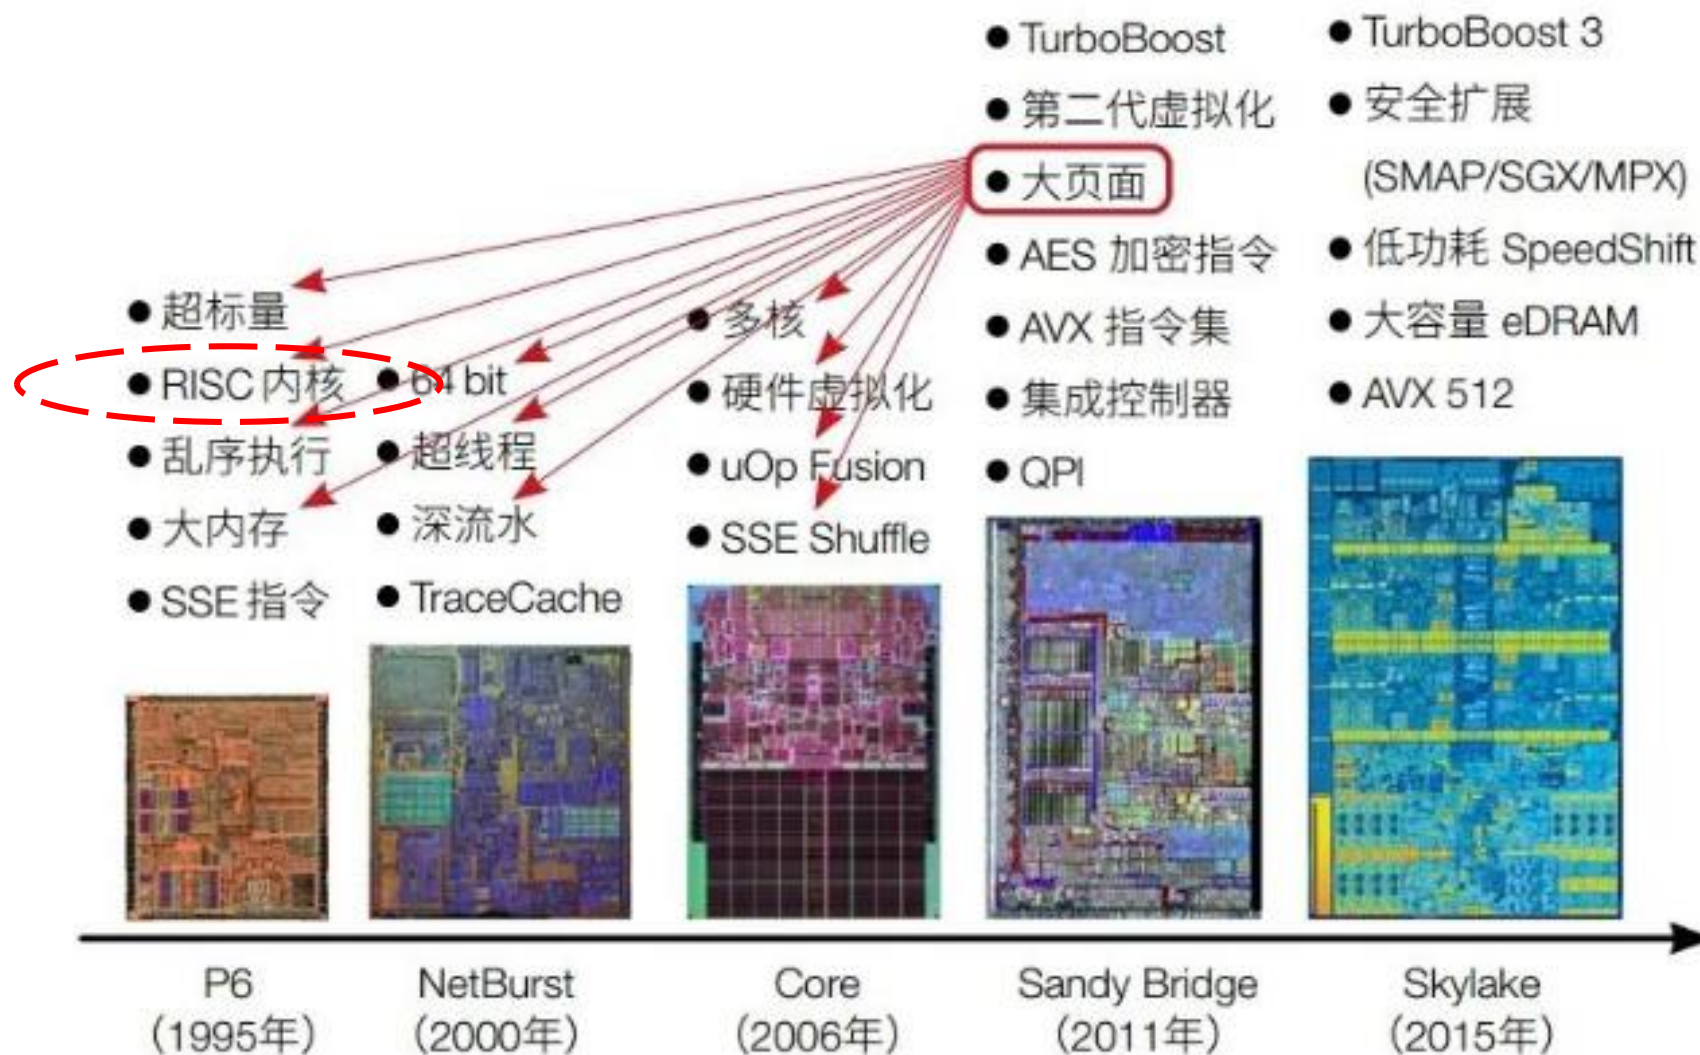 ● 超标量
● RISC 内核
● 乱序执行
● 大内存
● SSE 指令
● 64 bit
● 超线程
● 深流水
● TraceCache
● 多核
● 硬件虚拟化
● uOp Fusion
● SSE Shuffle
● TurboBoost
● 第二代虚拟化
● 大页面
● AES 加密指令
● AVX 指令集
● 集成控制器
● QPI
● TurboBoost 3
● 安全扩展
(SMAP/SGX/MPX)
● 低功耗 SpeedShift
● 大容量 eDRAM
● AVX 512
P6
（1995年）
NetBurst
（2000年）
Core
（2006年）
Sandy Bridge
（2011年）
Skylake
（2015年）